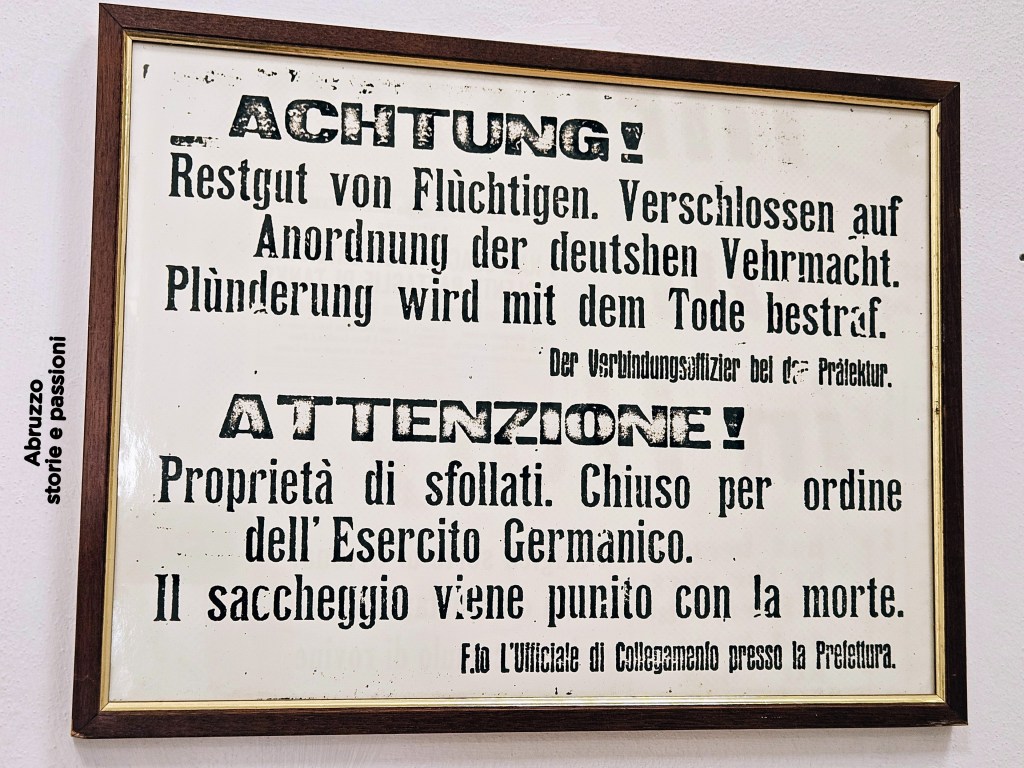 ACHTUNG!
Restgut von Flùchtigen. Verschlossen auf
Anordnung der deutshen Vehrmacht.
Plùnderung wird mit dem Tode bestraf.
Der Verbindungsoffizier bei der Präfektur.
ATTENZIONE!
Proprietà di sfollati. Chiuso per ordine
dell' Esercito Germanico.
Il saccheggio viene punito con la morte.
F.to L'Ufficiale di Collegamento presso la Prefettura.
Abruzzo
storie e passioni